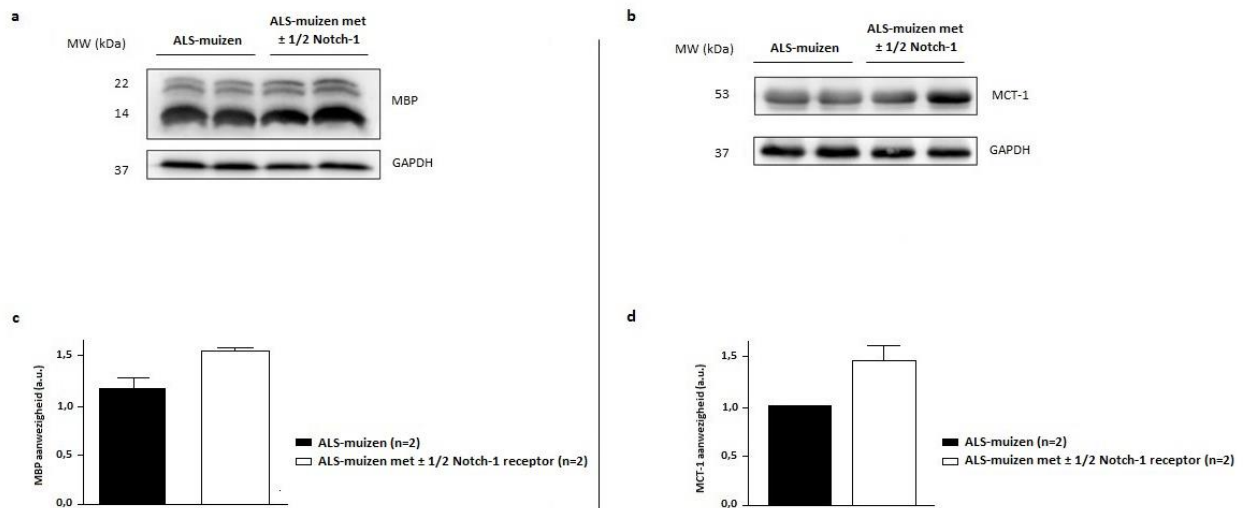 a
MW (kDa)
ALS-muizen
ALS-muizen met
± 1/2 Notch-1
22
14
MBP
37
GAPDH
b
MW (kDa)
ALS-muizen
ALS-muizen met
± 1/2 Notch-1
53
MCT-1
37
GAPDH
c
MBP aanwezigheid (a.u.)
1,5
1,0
0,5
0,0
ALS-muizen (n=2)
ALS-muizen met ± 1/2 Notch-1 receptor (n=2)
d
MCT-1 aanwezigheid (a.u.)
1,5
1,0
0,5
0,0
ALS-muizen (n=2)
ALS-muizen met ± 1/2 Notch-1 receptor (n=2)